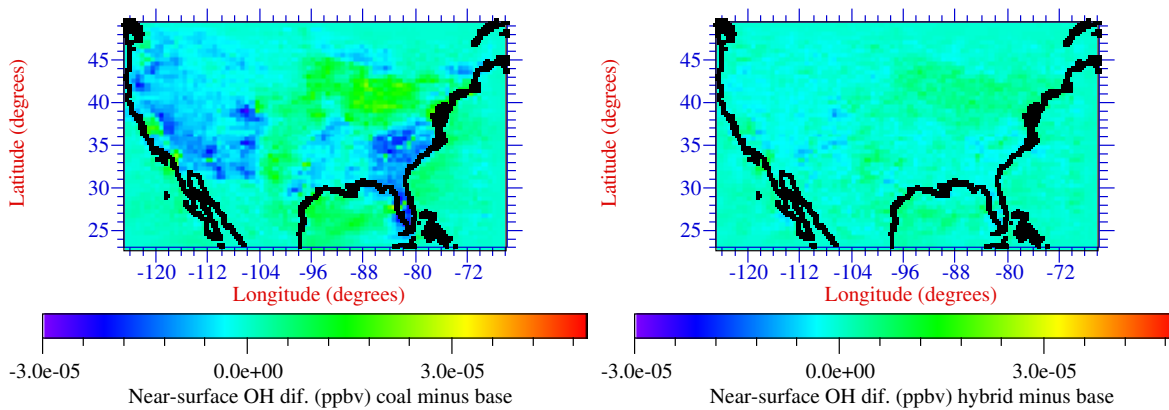 45
40
35
30
25
Latitude (degrees)
-120 -112 -104 -96 -88 -80 -72
Longitude (degrees)
-3.0e-05 0.0e+00 3.0e-05
Near-surface OH dif. (ppbv) coal minus base
45
40
35
30
25
Latitude (degrees)
-120 -112 -104 -96 -88 -80 -72
Longitude (degrees)
-3.0e-05 0.0e+00 3.0e-05
Near-surface OH dif. (ppbv) hybrid minus base